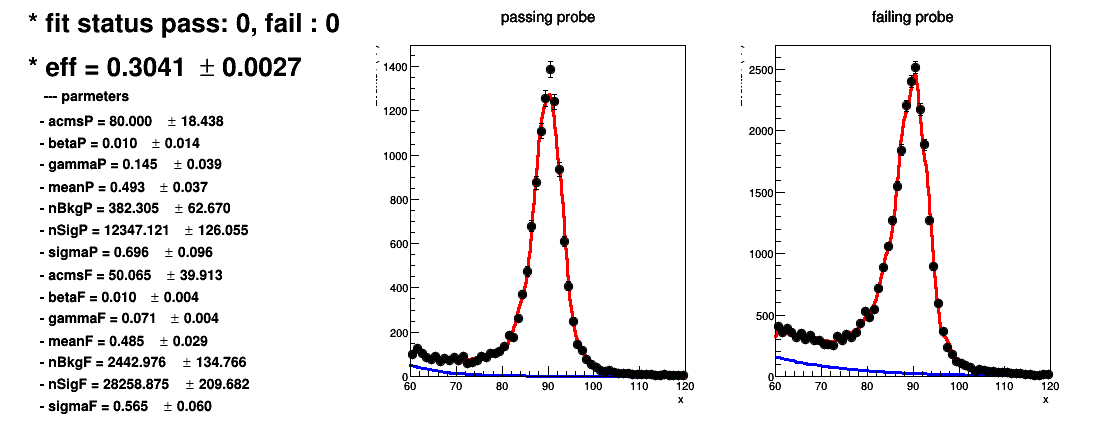 * fit status pass: 0, fail : 0
* eff = 0.3041 ± 0.0027
--- parmeters
- acmsP = 80.000 ± 18.438
- betaP = 0.010 ± 0.014
- gammaP = 0.145 ± 0.039
- meanP = 0.493 ± 0.037
- nBkgP = 382.305 ± 62.670
- nSigP = 12347.121 ± 126.055
- sigmaP = 0.696 ± 0.096
- acmsF = 50.065 ± 39.913
- betaF = 0.010 ± 0.004
- gammaF = 0.071 ± 0.004
- meanF = 0.485 ± 0.029
- nBkgF = 2442.976 ± 134.766
- nSigF = 28258.875 ± 209.682
- sigmaF = 0.565 ± 0.060
passing probe
1400
1200
1000
800
600
400
200
0
60 70 80 90 100 110 120
x
failing probe
2500
2000
1500
1000
500
0
60 70 80 90 100 110 120
x